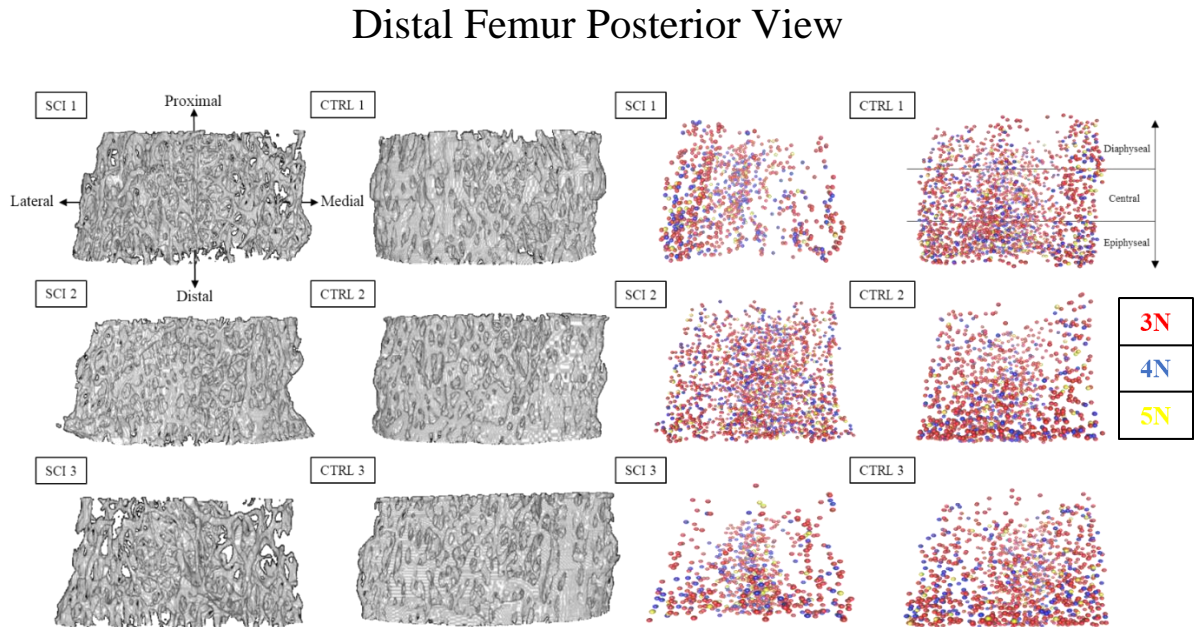 Distal Femur Posterior View
SCI 1
Proximal
CTRL 1
SCI 1
CTRL 1
Diaphyseal
Lateral
Medial
Central
Epiphyseal
SCI 2
Distal
CTRL 2
SCI 2
CTRL 2
3N
4N
5N
SCI 3
CTRL 3
SCI 3
CTRL 3